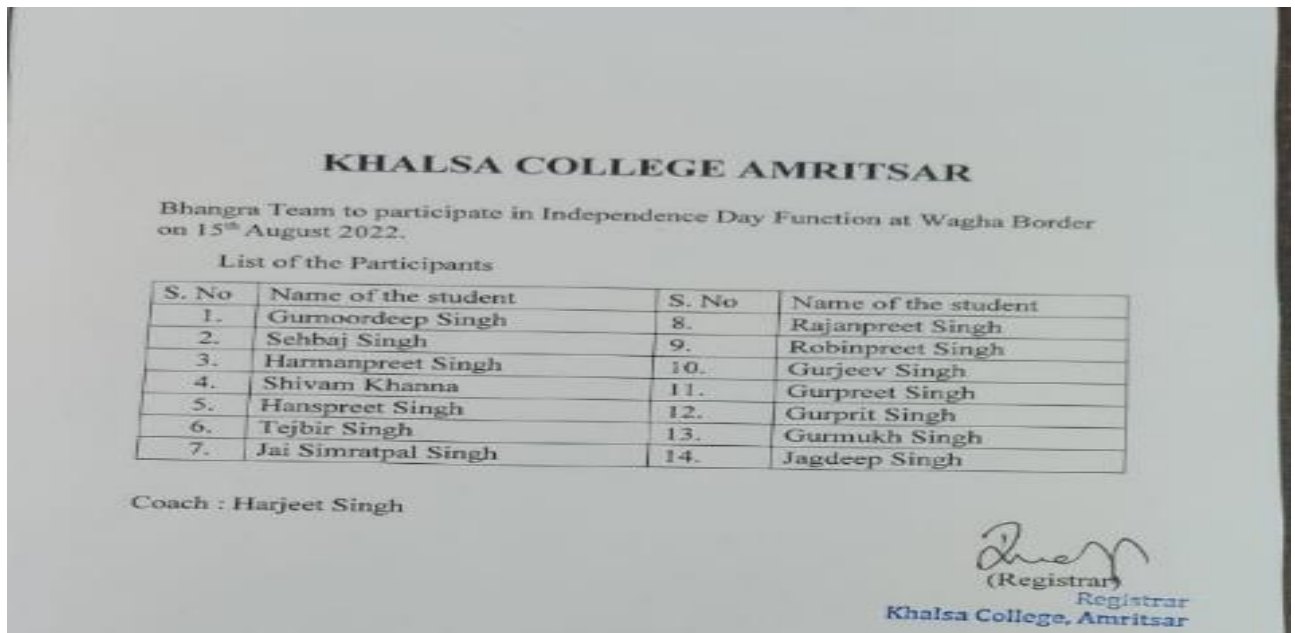 KHALSA COLLEGE AMRITSAR
Bhangra Team to participate in Independence Day Function at Wagha Border
on 15th August 2022.
List of the Participants
S. No Name of the student S. No Name of the student
1. Gurnoordeep Singh 8. Rajanpreet Singh
2. Sehbaj Singh 9. Robinpreet Singh
3. Harmanpreet Singh 10. Gurjeev Singh
4. Shivam Khanna 11. Gurpreet Singh
5. Hanspreet Singh 12. Gurprit Singh
6. Tejbir Singh 13. Gurmukh Singh
7. Jai Simratpal Singh 14. Jagdeep Singh
Coach : Harjeet Singh
(Registrar)
Registrar
Khalsa College, Amritsar